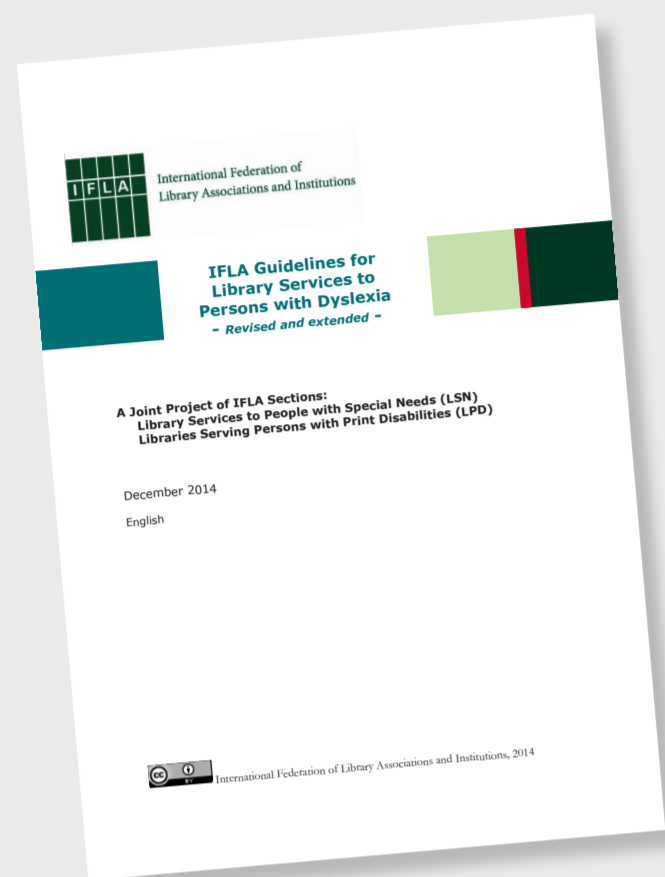 IFLA
International Federation of
Library Associations and Institutions
IFLA Guidelines for
Library Services to
Persons with Dyslexia
- Revised and extended -
A Joint Project of IFLA Sections:
Library Services to People with Special Needs (LSN)
Libraries Serving Persons with Print Disabilities (LPD)
December 2014
English
cc BY International Federation of Library Associations and Institutions, 2014